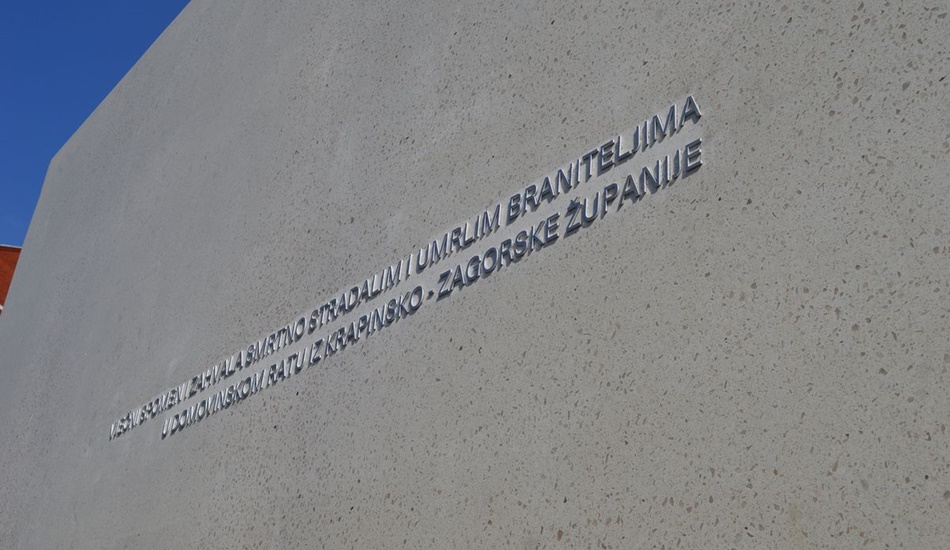 VJEČNI SPOMEN I ZAHVALA SMRTNO STRADALIM I UMRLIM BRANITELJIMA
U DOMOVINSKOM RATU IZ KRAPINSKO - ZAGORSKE ŽUPANIJE